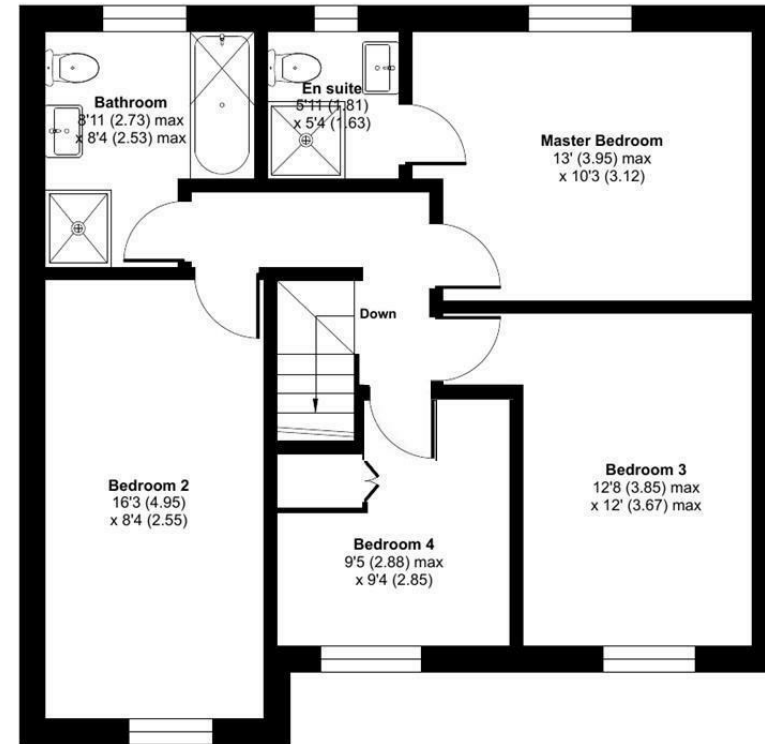 Bathroom
8'11 (2.73) max
x 8'4 (2.53) max
En suite
5'11 (1.81)
x 5'4 (1.63)
Master Bedroom
13' (3.95) max
x 10'3 (3.12)
Down
Bedroom 2
16'3 (4.95)
x 8'4 (2.55)
Bedroom 3
12'8 (3.85) max
x 12' (3.67) max
Bedroom 4
9'5 (2.88) max
x 9'4 (2.85)